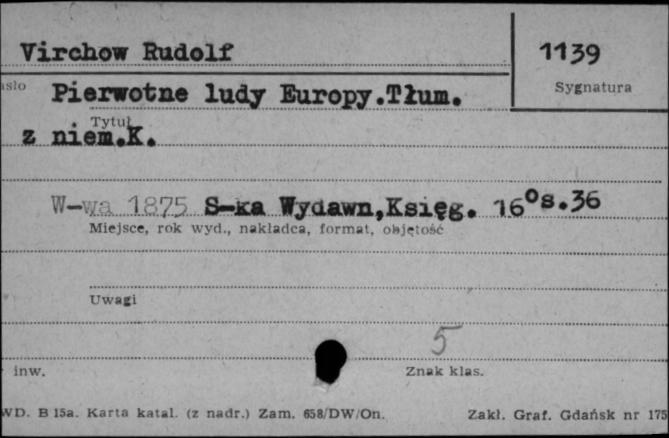 Virchow Rudolf
1139
Sygnatura
asło Pierwotne ludy Europy.Tłum.
Tytuł
z niem.K.
W-wa 1875 S-ka Wydawn,Księg. 16° s.36
Miejsce, rok wyd., nakładca, format, objętość
Uwagi
5
inw. Znak klas.
WD. B 15a. Karta katal. (z nadr.) Zam. 658/DW/On. Zakł. Graf. Gdańsk nr 175